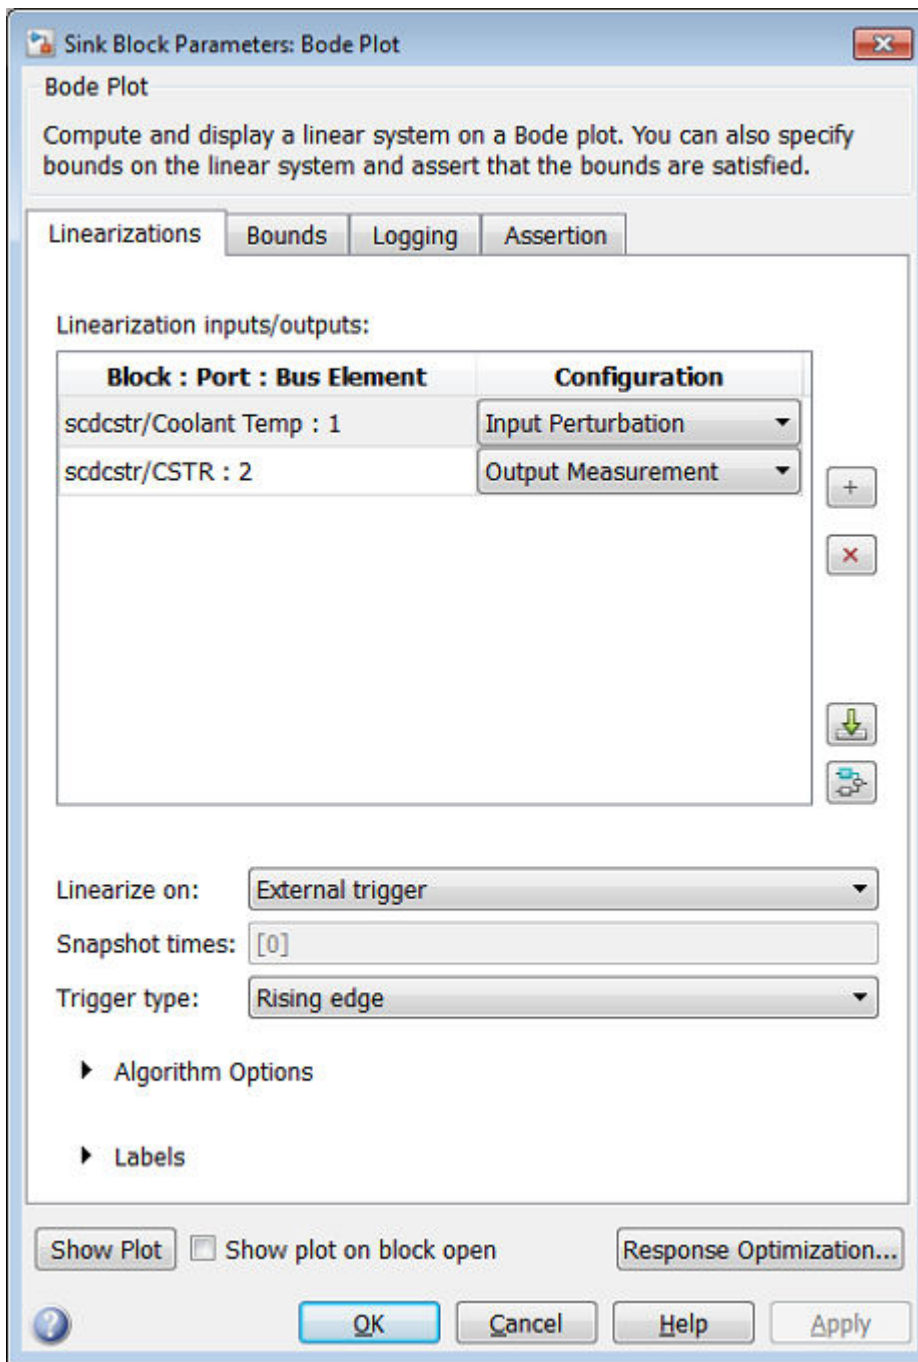 Sink Block Parameters: Bode Plot
Bode Plot
Compute and display a linear system on a Bode plot. You can also specify
bounds on the linear system and assert that the bounds are satisfied.
Linearizations Bounds Logging Assertion
Linearization inputs/outputs:
Block : Port : Bus Element Configuration
scdcstr/Coolant Temp : 1 Input Perturbation
scdcstr/CSTR : 2 Output Measurement
Linearize on: External trigger
Snapshot times: [0]
Trigger type: Rising edge
Algorithm Options
Labels
Show Plot Show plot on block open Response Optimization...
OK Cancel Help Apply